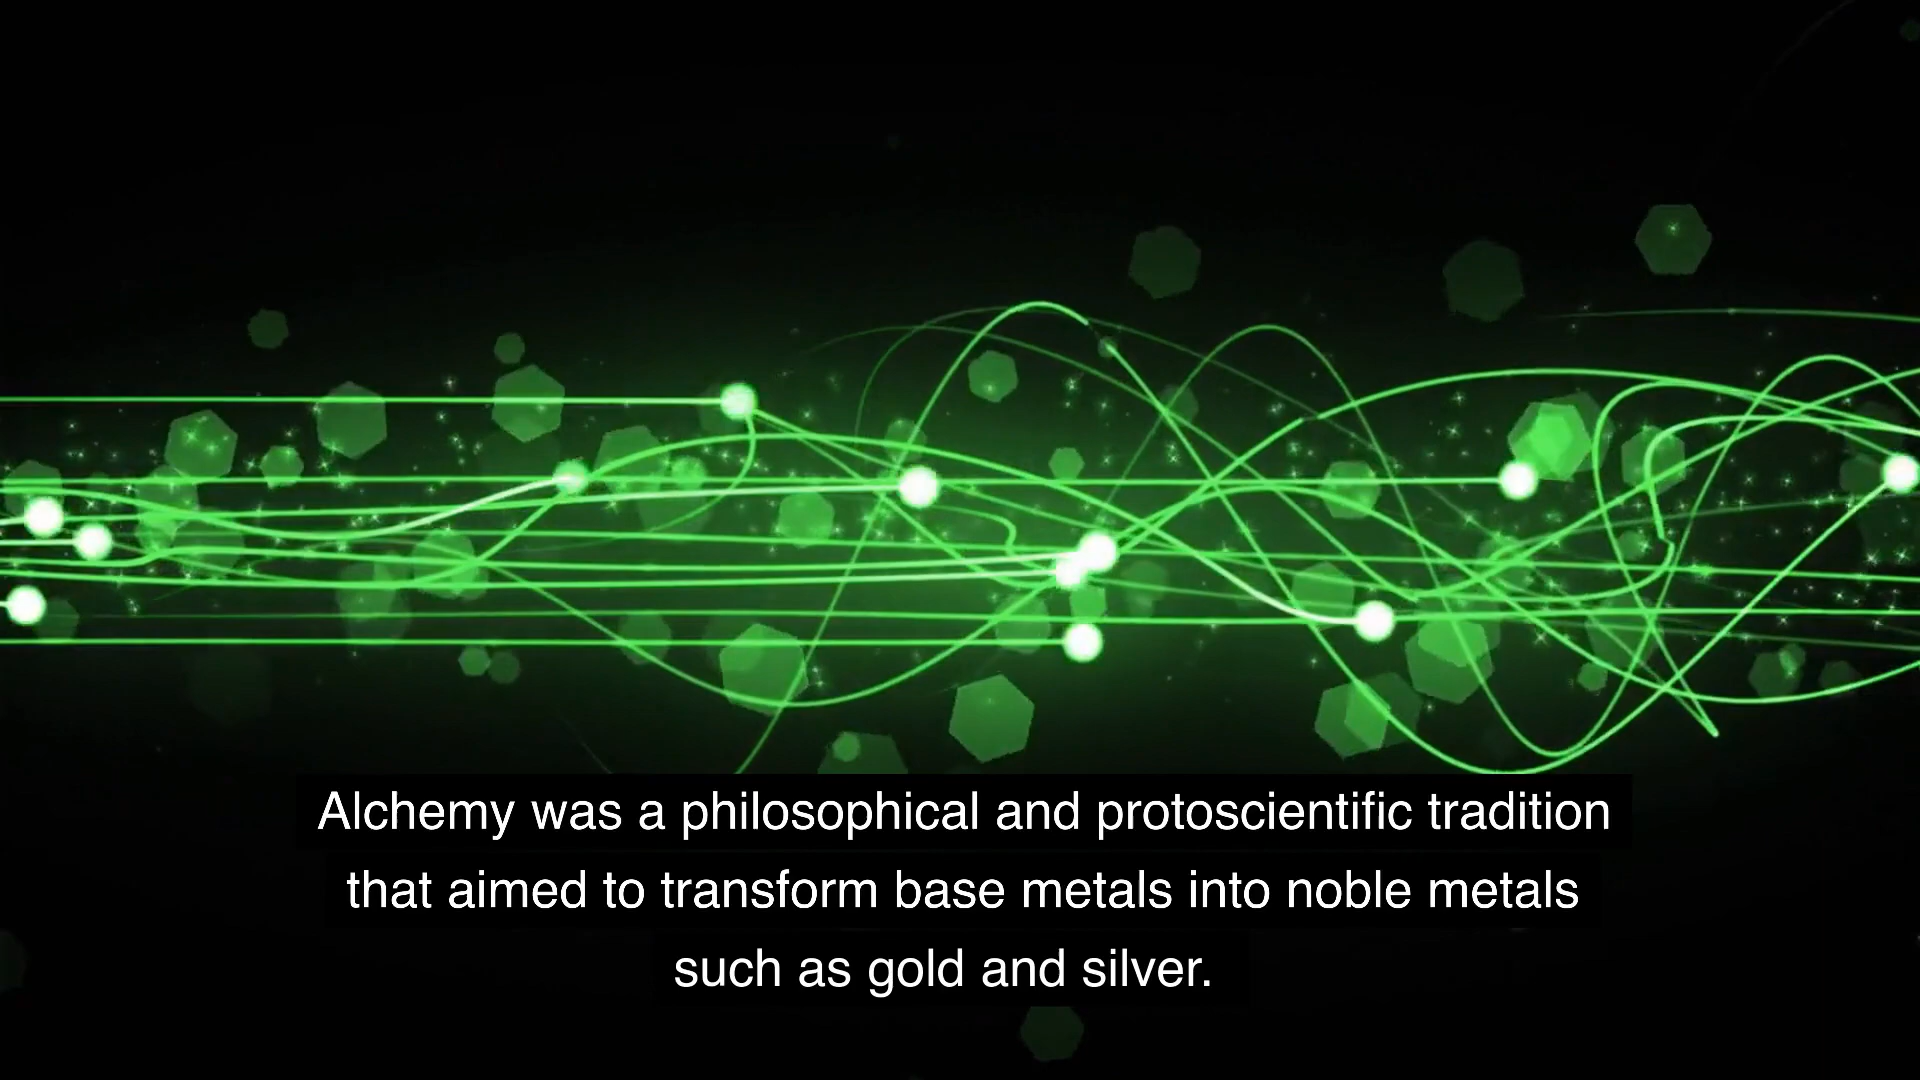 Alchemy was a philosophical and protoscientific tradition
that aimed to transform base metals into noble metals
such as gold and silver.